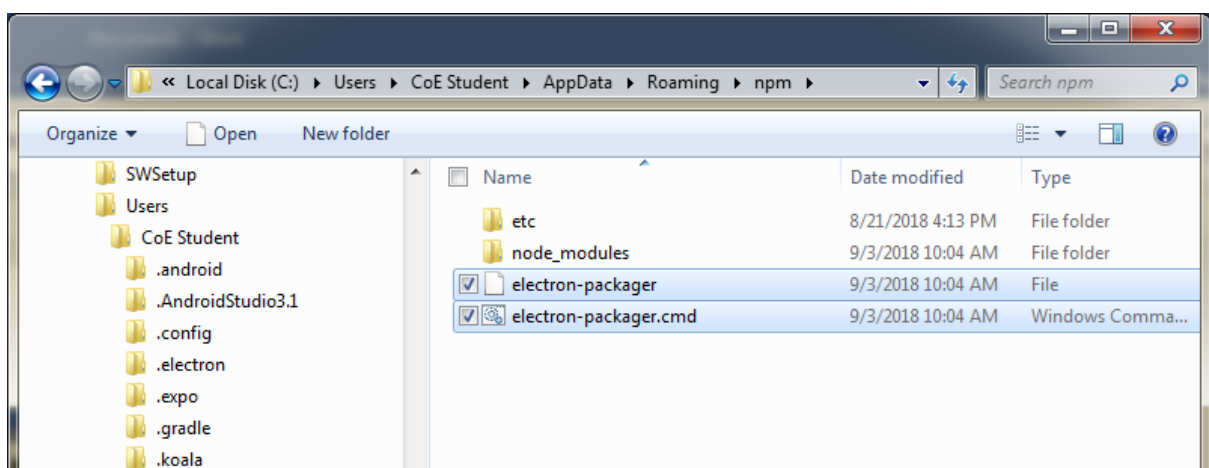 « Local Disk (C:) ▸ Users ▸ CoE Student ▸ AppData ▸ Roaming ▸ npm ▸ Search npm
Organize Open New folder
Name Date modified Type
etc 8/21/2018 4:13 PM File folder
node_modules 9/3/2018 10:04 AM File folder
electron-packager 9/3/2018 10:04 AM File
electron-packager.cmd 9/3/2018 10:04 AM Windows Comma...
SWSetup
Users
CoE Student
.android
.AndroidStudio3.1
.config
.electron
.expo
.gradle
.koala